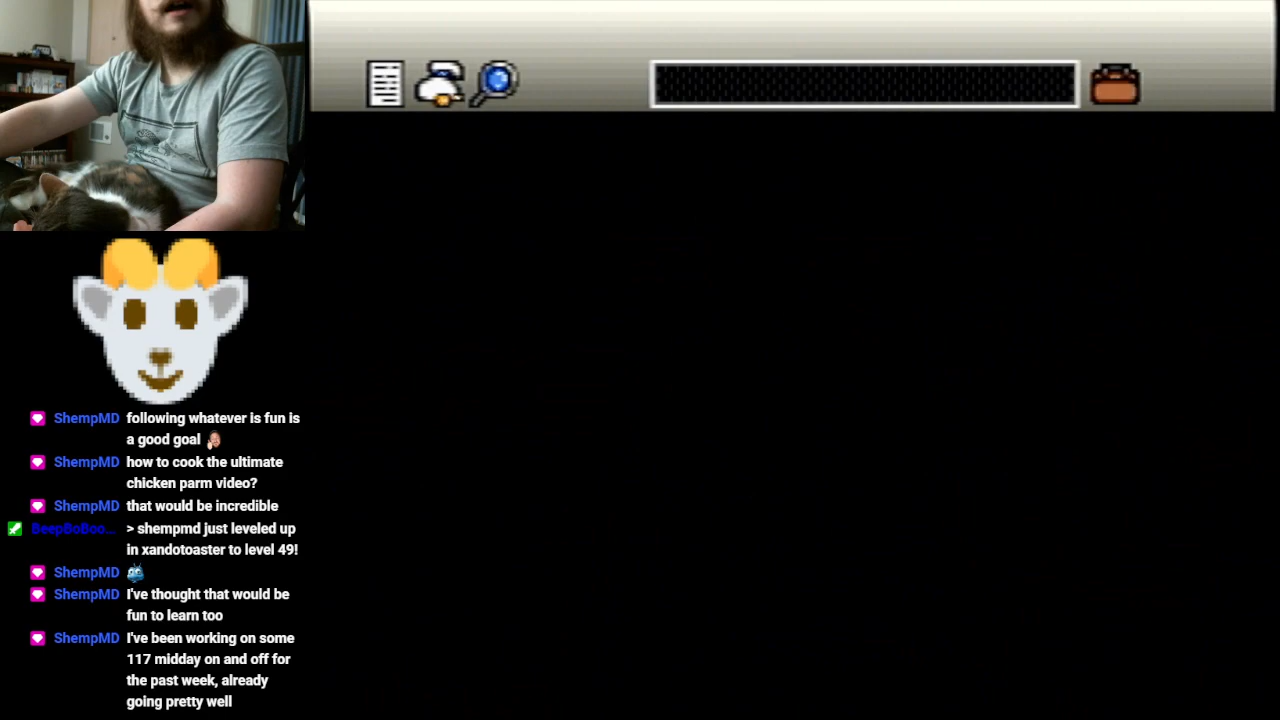 ShempMD following whatever is fun is
a good goal
ShempMD how to cook the ultimate
chicken parm video?
ShempMD that would be incredible
BeepBoBoo... > shempmd just leveled up
in xandotoaster to level 49!
ShempMD
ShempMD I've thought that would be
fun to learn too
ShempMD I've been working on some
117 midday on and off for
the past week, already
going pretty well